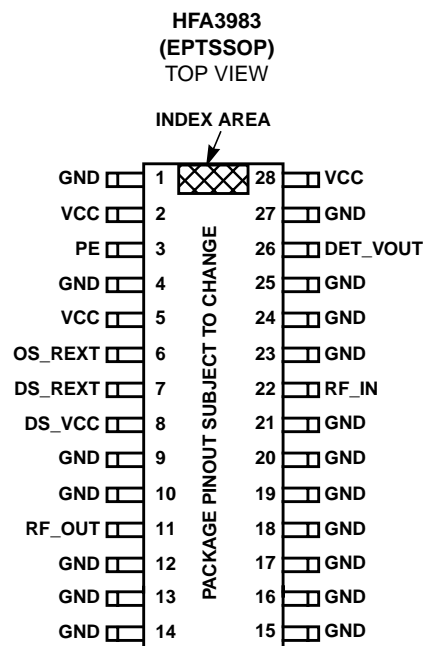 HFA3983
(EPTSSOP)
TOP VIEW
INDEX AREA
GND 1 28 VCC
VCC 2 27 GND
PE 3 26 DET_VOUT
GND 4 25 GND
VCC 5 24 GND
OS_REXT 6 23 GND
DS_REXT 7 22 RF_IN
DS_VCC 8 21 GND
GND 9 20 GND
GND 10 19 GND
RF_OUT 11 18 GND
GND 12 17 GND
GND 13 16 GND
GND 14 15 GND
PACKAGE PINOUT SUBJECT TO CHANGE